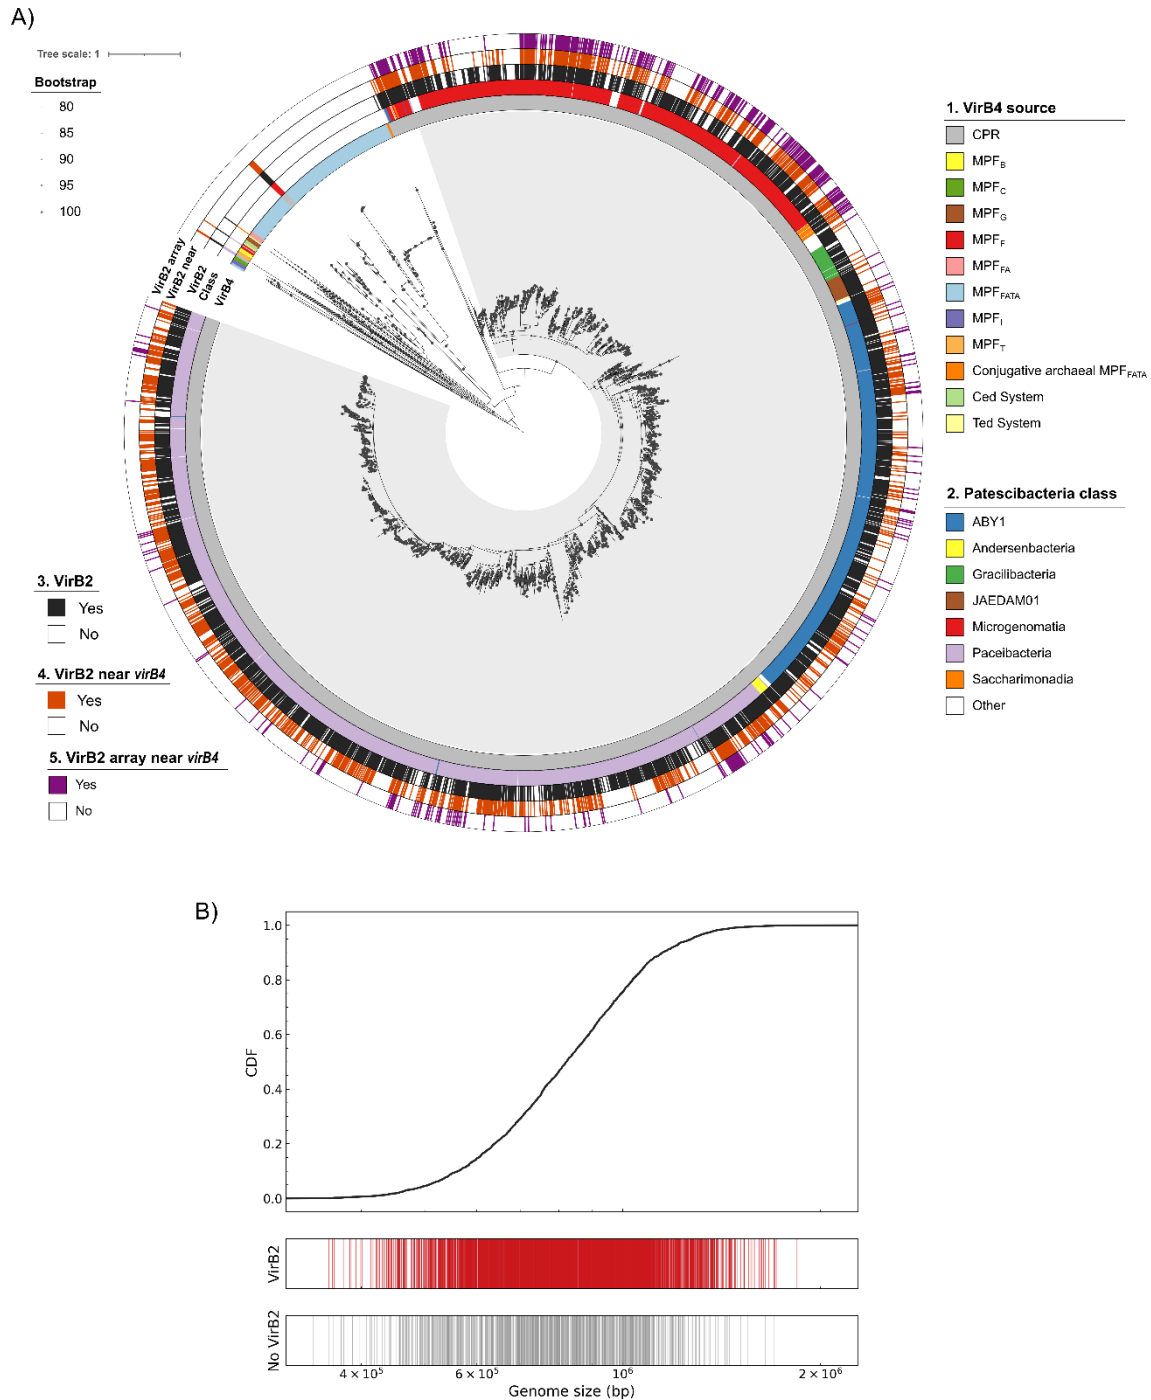 A)
Tree scale: 1
Bootstrap
80
85
90
95
100
VirB2 array
VirB2 near
VirB2
Class
VirB4
1. VirB4 source
CPR
MPFB
MPFC
MPFG
MPFF
MPFFA
MPFFATA
MPFI
MPFT
Conjugative archaeal MPFFATA
Ced System
Ted System
2. Patescibacteria class
ABY1
Andersenbacteria
Gracilibacteria
JAEDAM01
Microgenomatia
Paceibacteria
Saccharimonadia
Other
3. VirB2
Yes
No
4. VirB2 near virB4
Yes
No
5. VirB2 array near virB4
Yes
No
B)
1.0
0.8
0.6
0.4
0.2
0.0
CDF
VirB2
No VirB2
4 × 10⁵
6 × 10⁵
10⁶
2 × 10⁶
Genome size (bp)